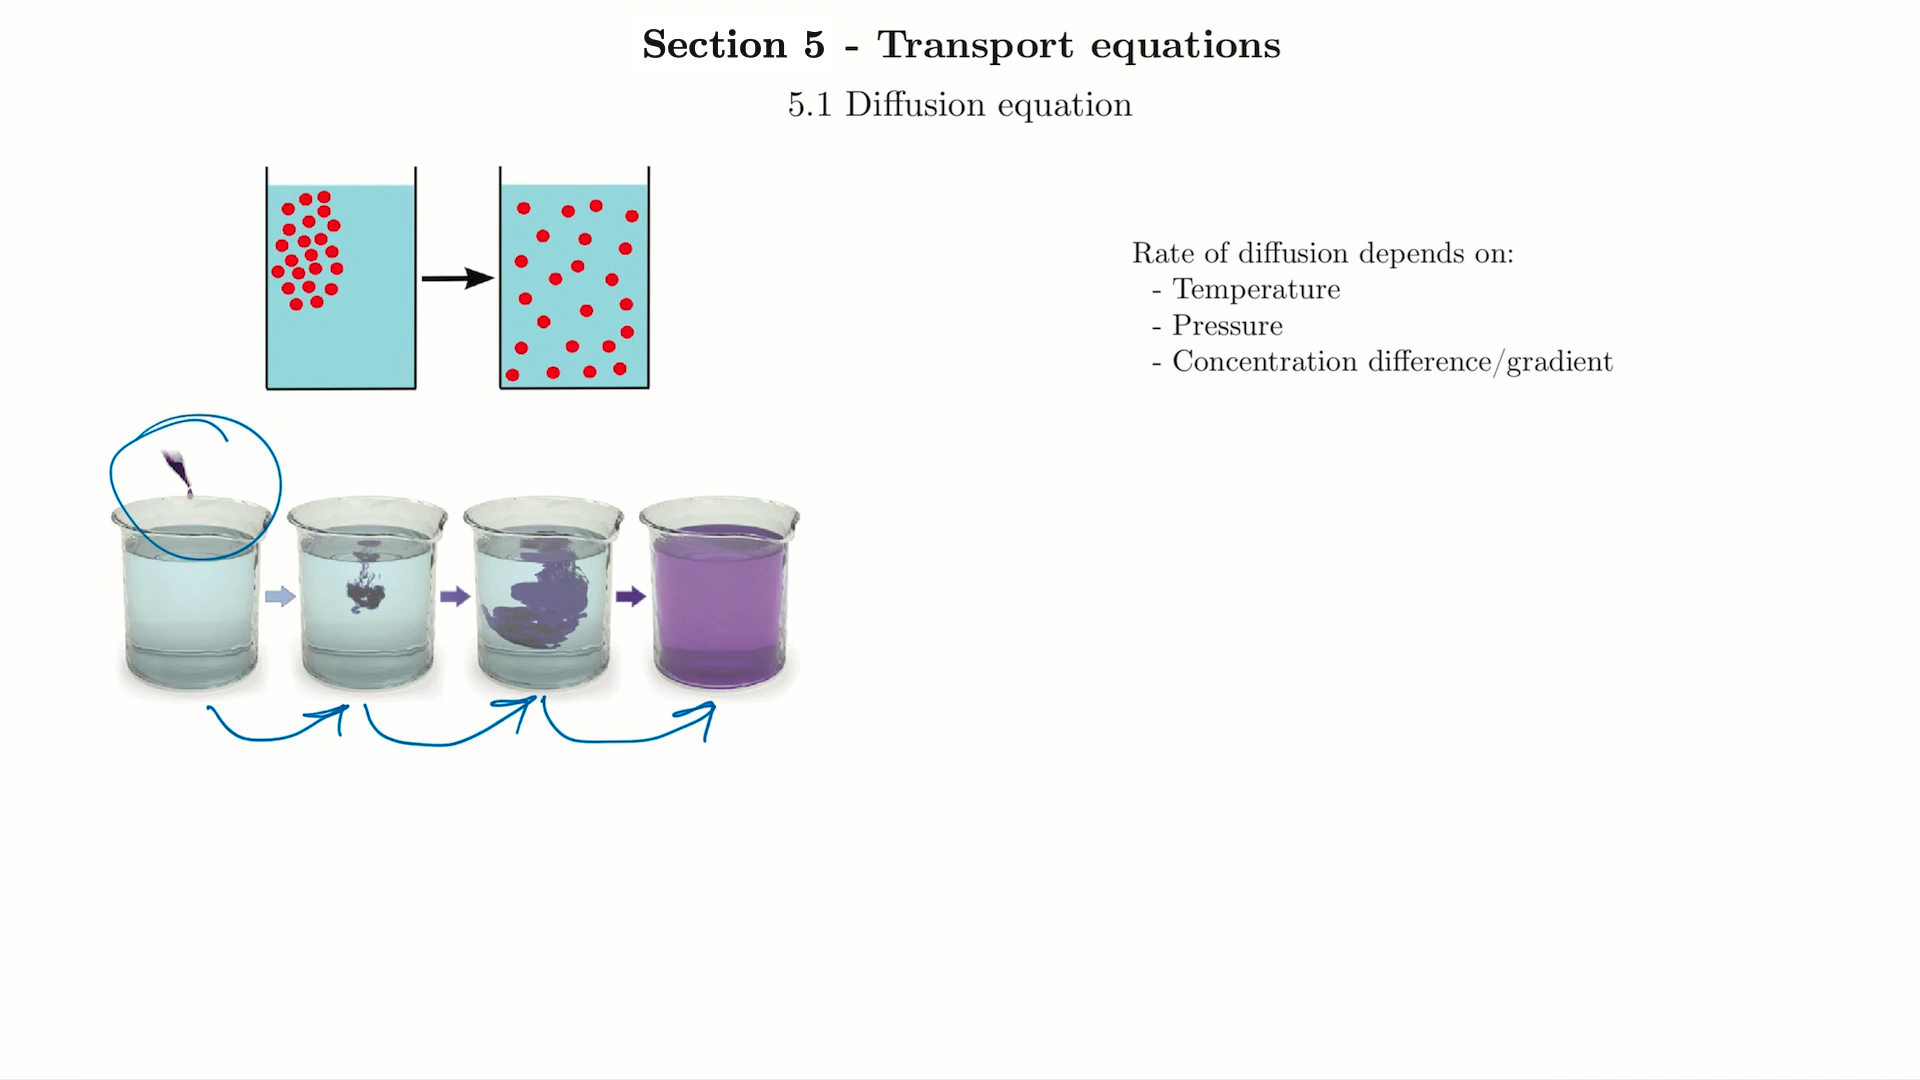 Section 5 - Transport equations
5.1 Diffusion equation
Rate of diffusion depends on:
- Temperature
- Pressure
- Concentration difference/gradient